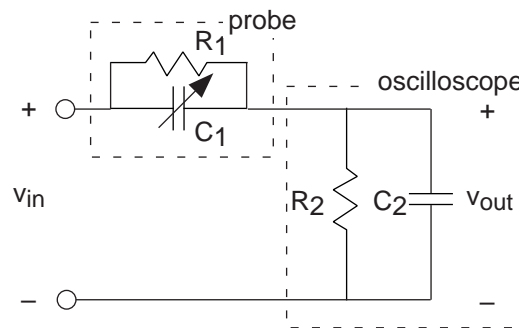 probe
R1
C1
oscilloscope
+
+
vin
R2
C2
vout
–
–